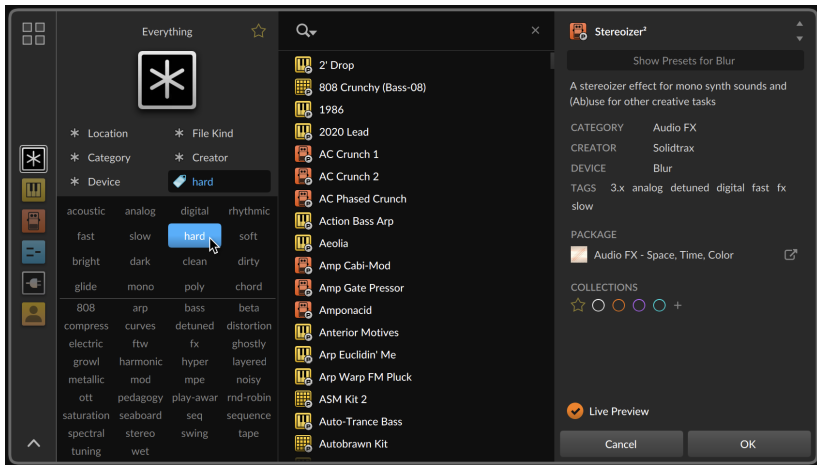 Everything
Location
File Kind
Category
Creator
Device
hard
acoustic analog digital rhythmic
fast slow hard soft
bright dark clean dirty
glide mono poly chord
808 arp bass beta
compress curves detuned distortion
electric ftw fx ghostly
growl harmonic hyper layered
metallic mod mpe noisy
ott pedagogy play-awar rnd-robin
saturation seaboard seq sequence
spectral stereo swing tape
tuning wet
2' Drop
808 Crunchy (Bass-08)
1986
2020 Lead
AC Crunch 1
AC Crunch 2
AC Phased Crunch
Action Bass Arp
Aeolia
Amp Cabi-Mod
Amp Gate Pressor
Amponacid
Anterior Motives
Arp Euclidin' Me
Arp Warp FM Pluck
ASM Kit 2
Auto-Trance Bass
Autobrawn Kit
Stereoizer²
Show Presets for Blur
A stereoizer effect for mono synth sounds and
(Ab)use for other creative tasks
CATEGORY Audio FX
CREATOR Solidtrax
DEVICE Blur
TAGS 3.x analog detuned digital fast fx
slow
PACKAGE
Audio FX - Space, Time, Color
COLLECTIONS
Live Preview
Cancel
OK